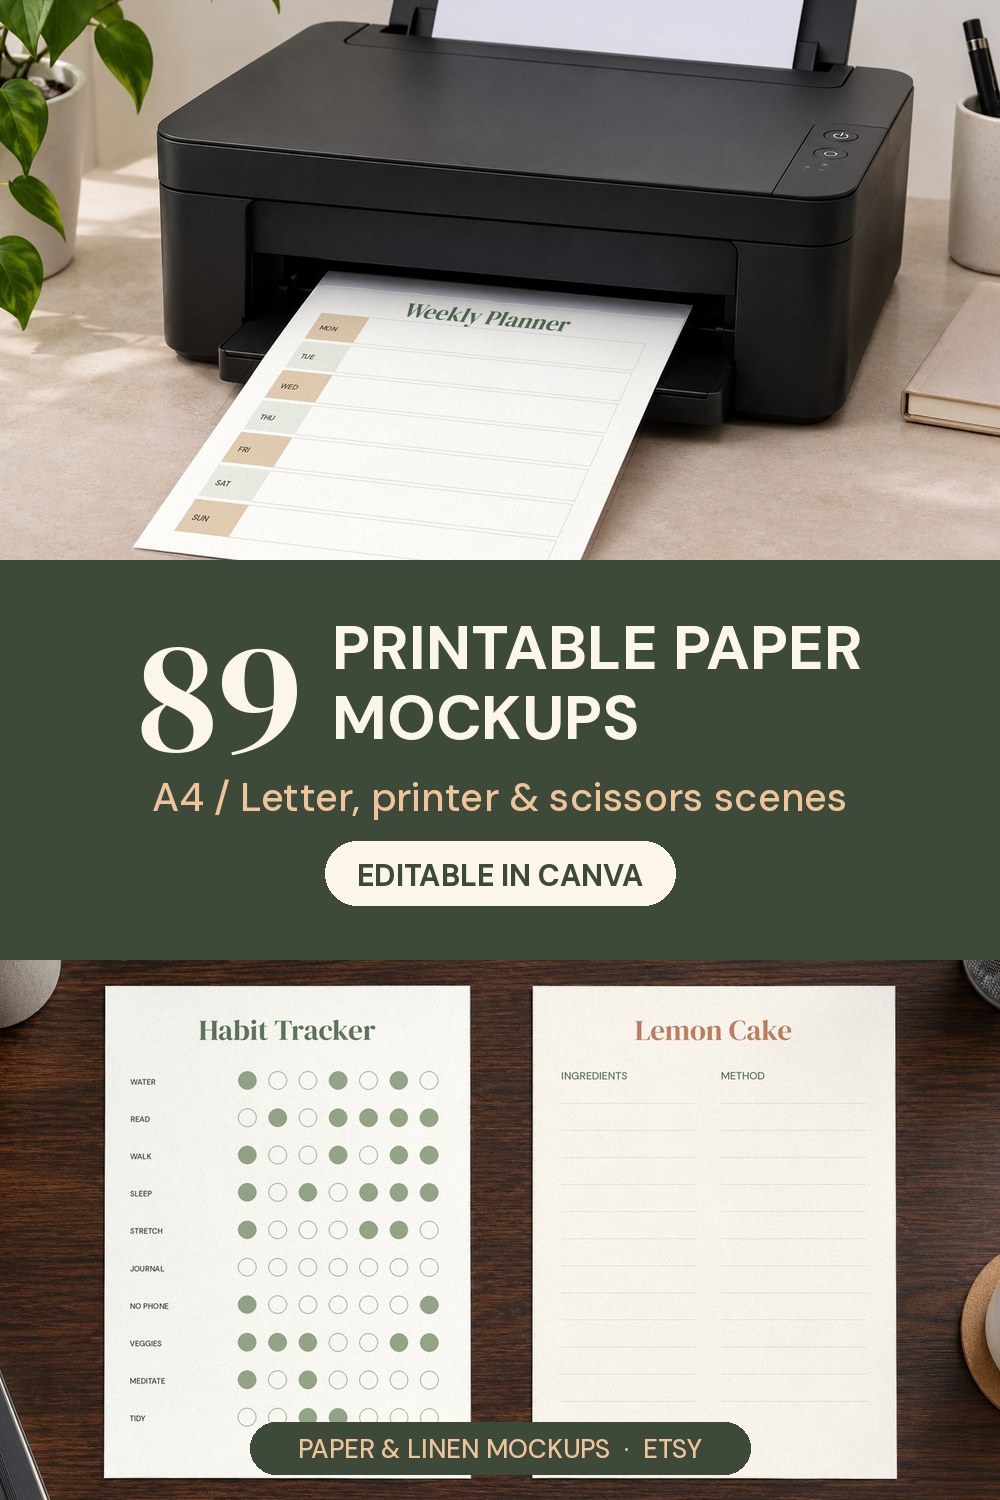 Weekly Planner
MON
TUE
WED
THU
FRI
SAT
SUN
89
PRINTABLE PAPER
MOCKUPS
A4 / Letter, printer & scissors scenes
EDITABLE IN CANVA
Habit Tracker
WATER
READ
WALK
SLEEP
STRETCH
JOURNAL
NO PHONE
VEGGIES
MEDITATE
TIDY
Lemon Cake
INGREDIENTS METHOD
PAPER & LINEN MOCKUPS · ETSY